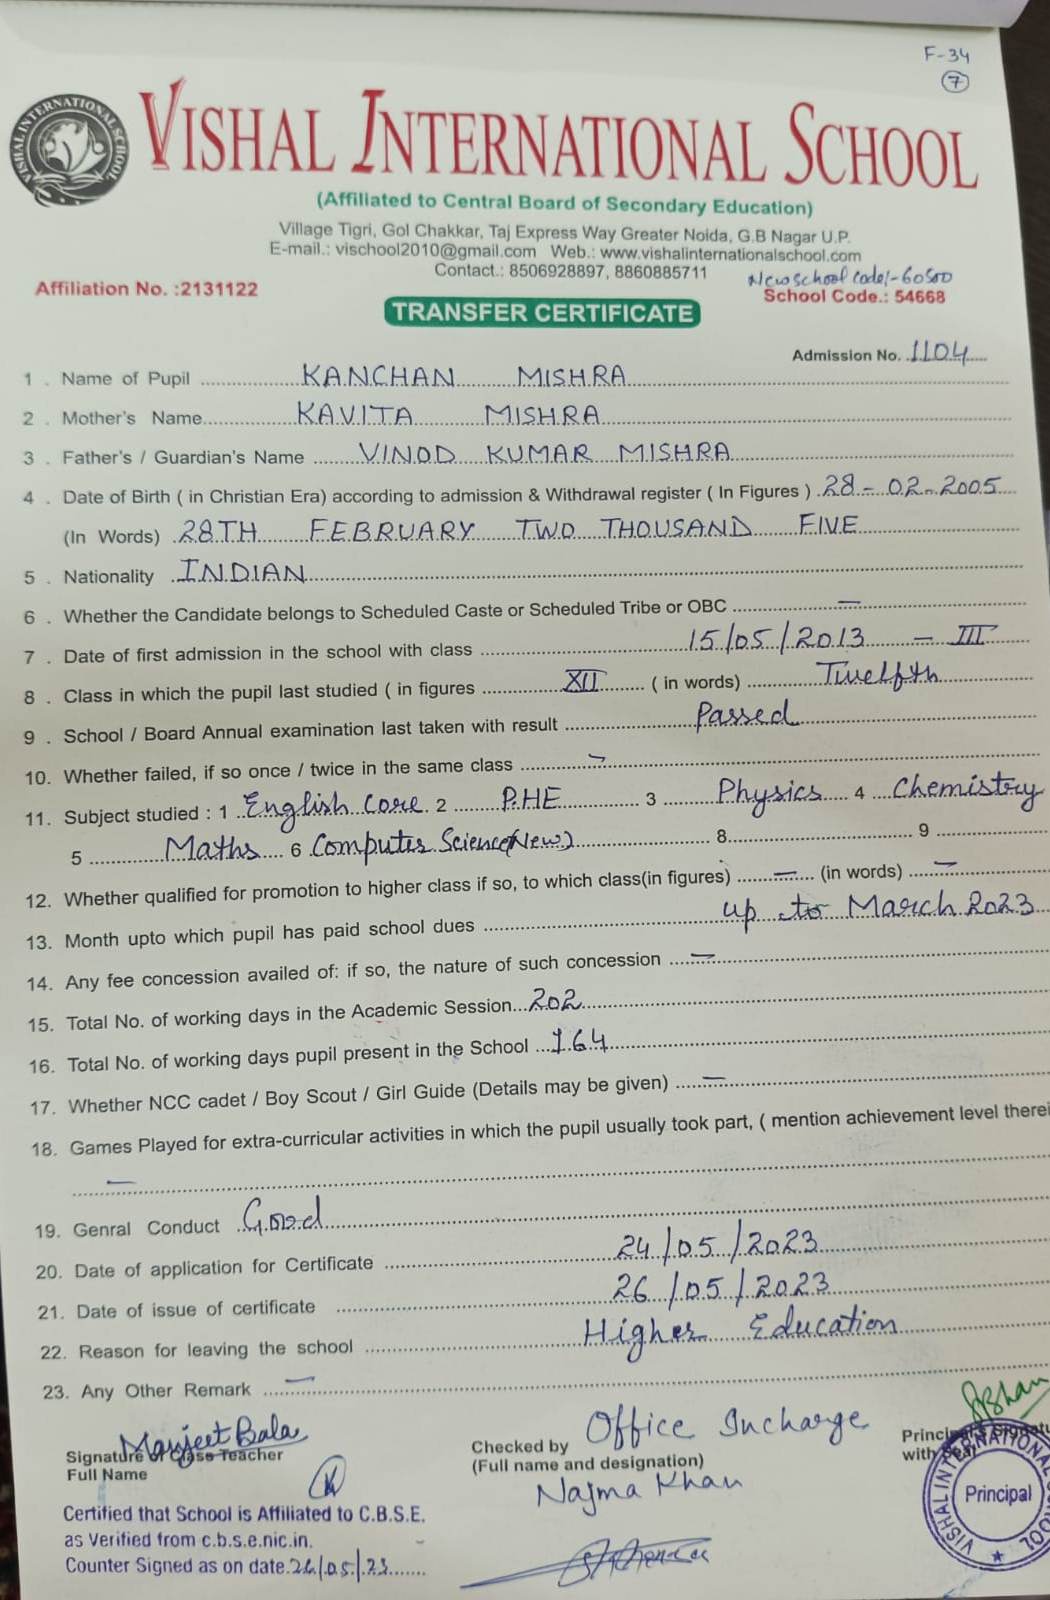 F-34
7
VISHAL INTERNATIONAL SCHOOL
VISHAL INTERNATIONAL SCHOOL
(Affiliated to Central Board of Secondary Education)
Village Tigri, Gol Chakkar, Taj Express Way Greater Noida, G.B Nagar U.P.
E-mail.: vischool2010@gmail.com Web.: www.vishalinternationalschool.com
Contact.: 8506928897, 8860885711
New school code:- 60500
Affiliation No. :2131122 School Code.: 54668
TRANSFER CERTIFICATE
Admission No. 1104
1 . Name of Pupil KANCHAN MISHRA
2 . Mother's Name KAVITA MISHRA
3 . Father's / Guardian's Name VINOD KUMAR MISHRA
4 . Date of Birth ( in Christian Era) according to admission & Withdrawal register ( In Figures ) 28-02-2005
(In Words) 28TH FEBRUARY TWO THOUSAND FIVE
5 . Nationality INDIAN
6 . Whether the Candidate belongs to Scheduled Caste or Scheduled Tribe or OBC —
7 . Date of first admission in the school with class 15/05/2013 - III
8 . Class in which the pupil last studied ( in figures XII ( in words) Twelfth
9 . School / Board Annual examination last taken with result Passed
10. Whether failed, if so once / twice in the same class —
11. Subject studied : 1 English Core 2 P.HE 3 Physics 4 Chemistry
5 Maths 6 Computer Science(New) 8 9
12. Whether qualified for promotion to higher class if so, to which class(in figures) — (in words) —
13. Month upto which pupil has paid school dues up to March 2023
14. Any fee concession availed of: if so, the nature of such concession —
15. Total No. of working days in the Academic Session 202
16. Total No. of working days pupil present in the School 164
17. Whether NCC cadet / Boy Scout / Girl Guide (Details may be given) —
18. Games Played for extra-curricular activities in which the pupil usually took part, ( mention achievement level therei
—
19. Genral Conduct Good
20. Date of application for Certificate 24/05/2023
21. Date of issue of certificate 26/05/2023
22. Reason for leaving the school Higher Education
23. Any Other Remark —
Manjeet Bala
Signature of Class Teacher
Full Name
Checked by Office Incharge
(Full name and designation)
Najma Khan
Principal's Signatu
with Seal
VISHAL INTERNATIONAL SCHOOL
Principal
Certified that School is Affiliated to C.B.S.E.
as Verified from c.b.s.e.nic.in.
Counter Signed as on date.26/05/23